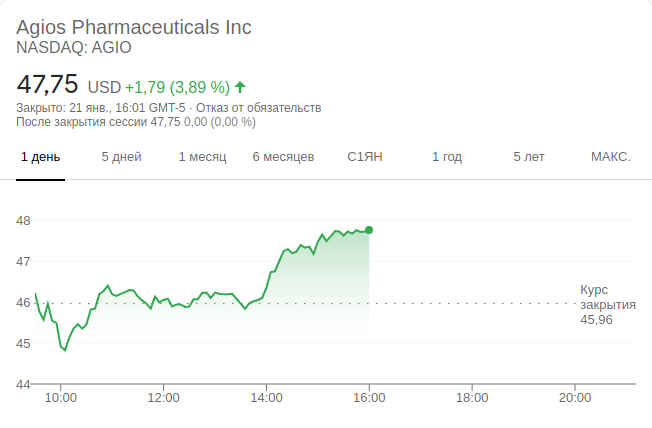 Agios Pharmaceuticals Inc
NASDAQ: AGIO
47,75 USD +1,79 (3,89 %)
Закрыто: 21 янв., 16:01 GMT-5 · Отказ от обязательств
После закрытия сессии 47,75 0,00 (0,00 %)
1 день 5 дней 1 месяц 6 месяцев С1ЯН 1 год 5 лет МАКС.
48
47
46
45
44
Курс
закрытия
45,96
10:00 12:00 14:00 16:00 18:00 20:00